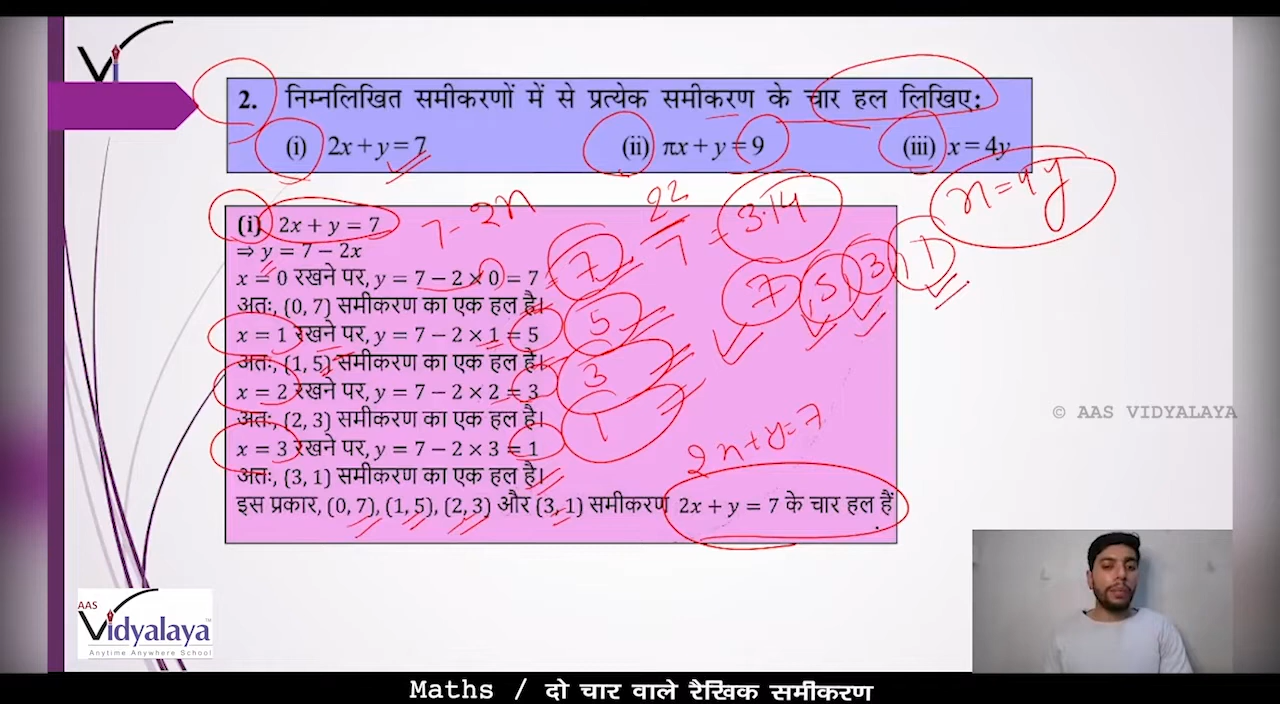 2. निम्नलिखित समीकरणों में से प्रत्येक समीकरण के चार हल लिखिए:
(i) 2x + y = 7 (ii) πx + y = 9 (iii) x = 4y
x = 4y
(i) 2x + y = 7
7 - 2x
22/7 = 3.14
⇒ y = 7 − 2x
x = 0 रखने पर, y = 7 − 2 × 0 = 7
7
7, 5, 3, 1
अतः, (0, 7) समीकरण का एक हल है।
x = 1 रखने पर, y = 7 − 2 × 1 = 5
5
अतः, (1, 5) समीकरण का एक हल है।
x = 2 रखने पर, y = 7 − 2 × 2 = 3
3
अतः, (2, 3) समीकरण का एक हल है।
© AAS VIDYALAYA
x = 3 रखने पर, y = 7 − 2 × 3 = 1
1
2x+y=7
अतः, (3, 1) समीकरण का एक हल है।
इस प्रकार, (0, 7), (1, 5), (2, 3) और (3, 1) समीकरण 2x + y = 7 के चार हल हैं
AAS
Vidyalaya
Anytime Anywhere School
Maths / दो चार वाले रैखिक समीकरण